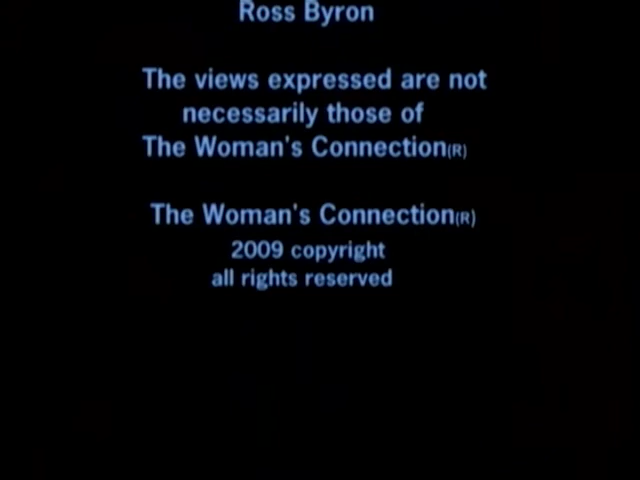 Ross Byron
The views expressed are not
necessarily those of
The Woman's Connection(R)
The Woman's Connection(R)
2009 copyright
all rights reserved